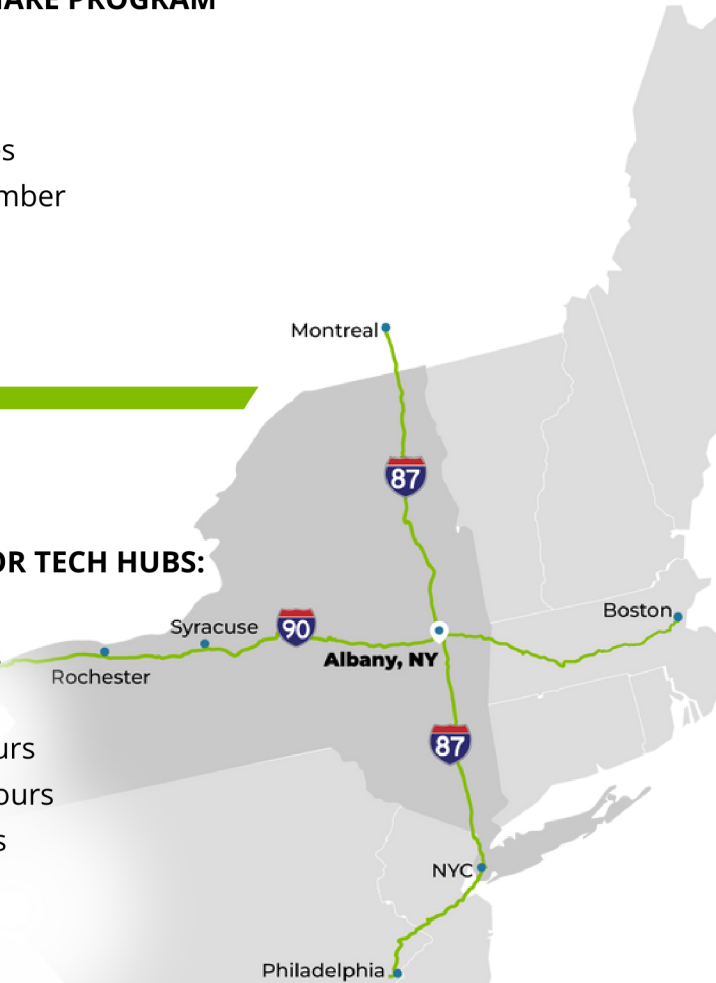 ARE PROGRAM
s
mber
Montreal
87
OR TECH HUBS:
Boston
Syracuse
90
Albany, NY
Rochester
87
urs
ours
s
NYC
Philadelphia